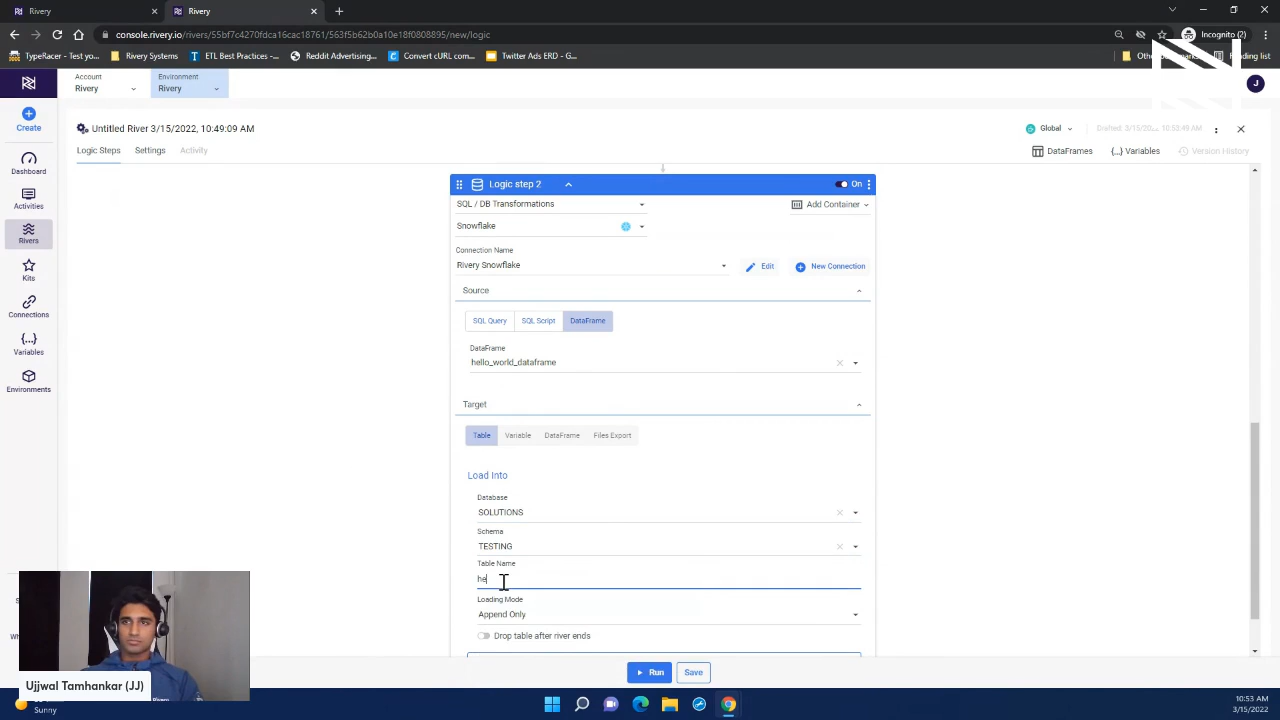 Rivery
Rivery
console.rivery.io/rivers/55bf7c4270fdca16cac18761/563f5b62b0a10e18f0808895/new/logic
Incognito (2)
TypeRacer - the glo...
Rivery Systems
ETL Best Practices -...
Reddit Advertising...
Convert cURL com...
Twitter Ads ERD - G...
Account
Rivery
Environment
Rivery
J
Create
Dashboard
Activities
Rivers
Kits
Connections
Variables
Environments
Untitled River 3/15/2022, 10:49:09 AM
Global
Logic Steps
Settings
Activity
DataFrames
{...} Variables
Version History
Logic step 2
On
SQL / DB Transformations
Add Container
Snowflake
Connection Name
Rivery Snowflake
Edit
New Connection
Source
SQL Query
SQL Script
DataFrame
DataFrame
hello_world_dataframe
Target
Table
Variable
DataFrame
Files Export
Load Into
Database
SOLUTIONS
Schema
TESTING
Table Name
he
Loading Mode
Append Only
Drop table after river ends
Run
Save
Ujjwal Tamhankar (JJ)
Sunny
10:53 AM
3/15/2022